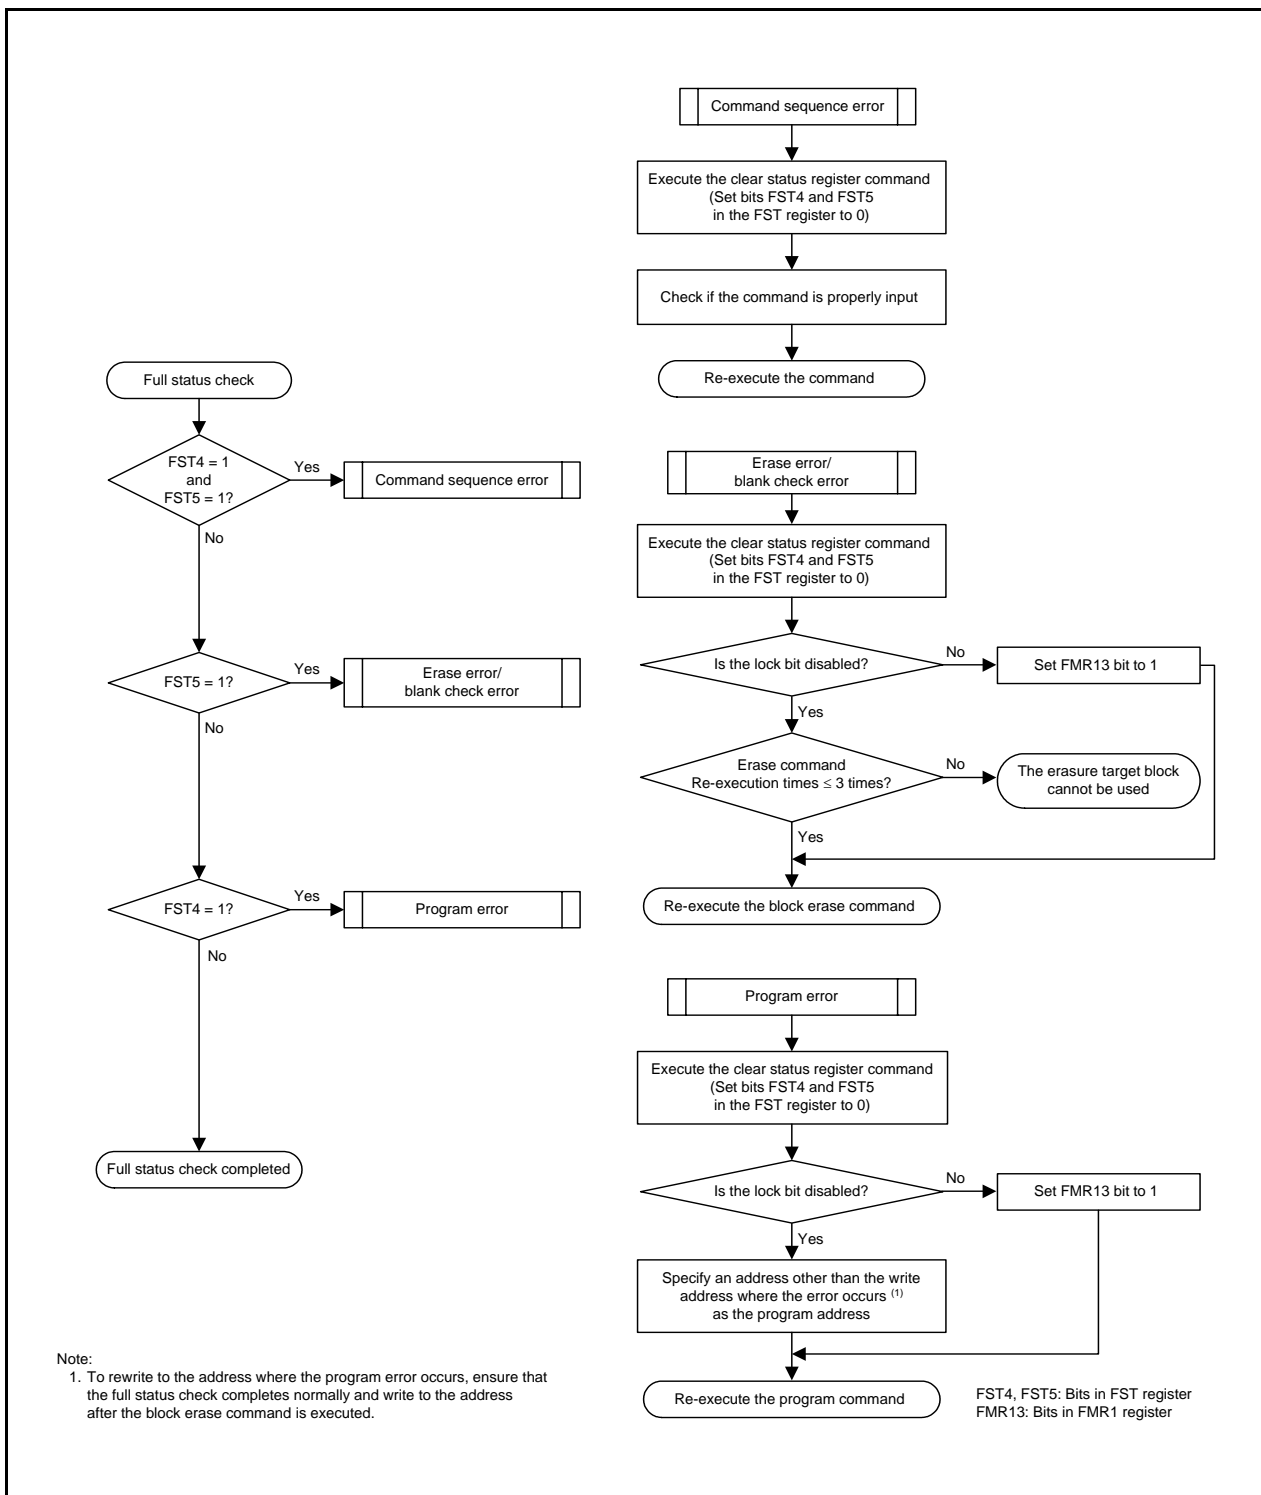 Full status check
FST4 = 1
and
FST5 = 1?
Yes
Command sequence error
No
FST5 = 1?
Yes
Erase error/
blank check error
No
FST4 = 1?
Yes
Program error
No
Full status check completed
Command sequence error
Execute the clear status register command
(Set bits FST4 and FST5
in the FST register to 0)
Check if the command is properly input
Re-execute the command
Erase error/
blank check error
Execute the clear status register command
(Set bits FST4 and FST5
in the FST register to 0)
Is the lock bit disabled?
No
Set FMR13 bit to 1
Yes
Erase command
Re-execution times ≤ 3 times?
No
The erasure target block
cannot be used
Yes
Re-execute the block erase command
Program error
Execute the clear status register command
(Set bits FST4 and FST5
in the FST register to 0)
Is the lock bit disabled?
No
Set FMR13 bit to 1
Yes
Specify an address other than the write
address where the error occurs (1)
as the program address
Re-execute the program command
Note:
1. To rewrite to the address where the program error occurs, ensure that
the full status check completes normally and write to the address
after the block erase command is executed.
FST4, FST5: Bits in FST register
FMR13: Bits in FMR1 register